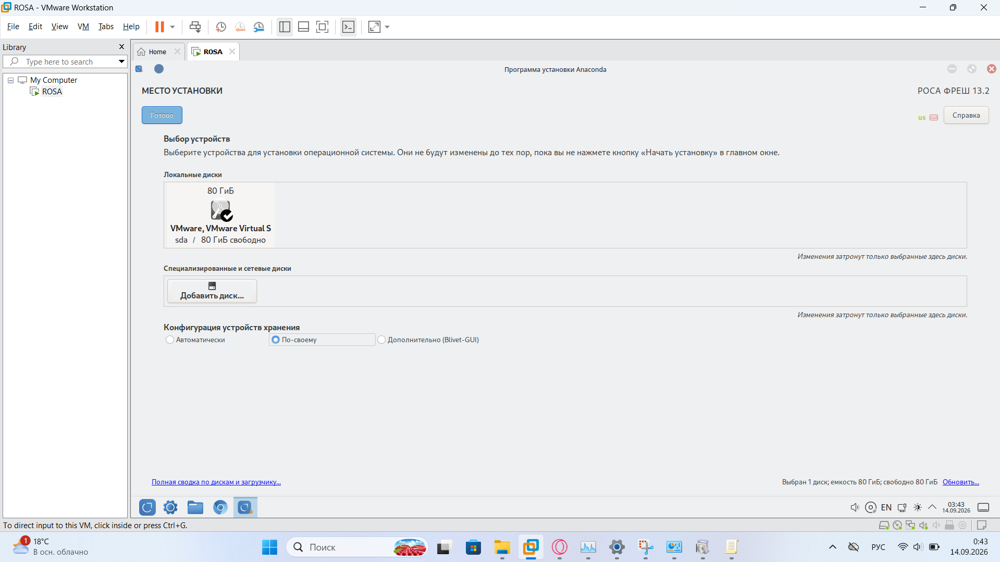 ROSA - VMware Workstation
File Edit View VM Tabs Help
Library
Home
ROSA
Type here to search
Программа установки Anaconda
My Computer
ROSA
МЕСТО УСТАНОВКИ
РОСА ФРЕШ 13.2
Готово
us
Справка
Выбор устройств
Выберите устройства для установки операционной системы. Они не будут изменены до тех пор, пока вы не нажмете кнопку «Начать установку» в главном окне.
Локальные диски
80 ГиБ
VMware, VMware Virtual S
sda / 80 ГиБ свободно
Изменения затронут только выбранные здесь диски.
Специализированные и сетевые диски
Добавить диск...
Изменения затронут только выбранные здесь диски.
Конфигурация устройств хранения
Автоматически
По-своему
Дополнительно (Blivet-GUI)
Полная сводка по дискам и загрузчику...
Выбран 1 диск; емкость 80 ГиБ; свободно 80 ГиБ Обновить...
EN
03:43
14.09.2026
To direct input to this VM, click inside or press Ctrl+G.
1
18°C
В осн. облачно
Поиск
РУС
0:43
14.09.2026